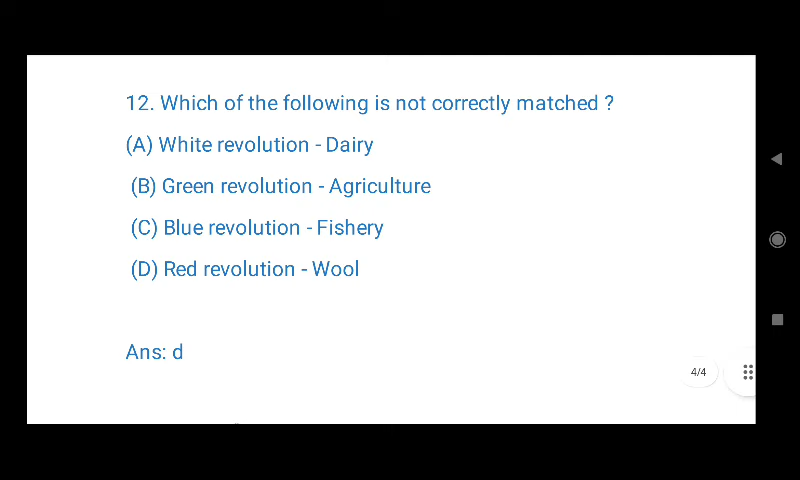 12. Which of the following is not correctly matched ?
(A) White revolution - Dairy
(B) Green revolution - Agriculture
(C) Blue revolution - Fishery
(D) Red revolution - Wool
Ans: d
4/4